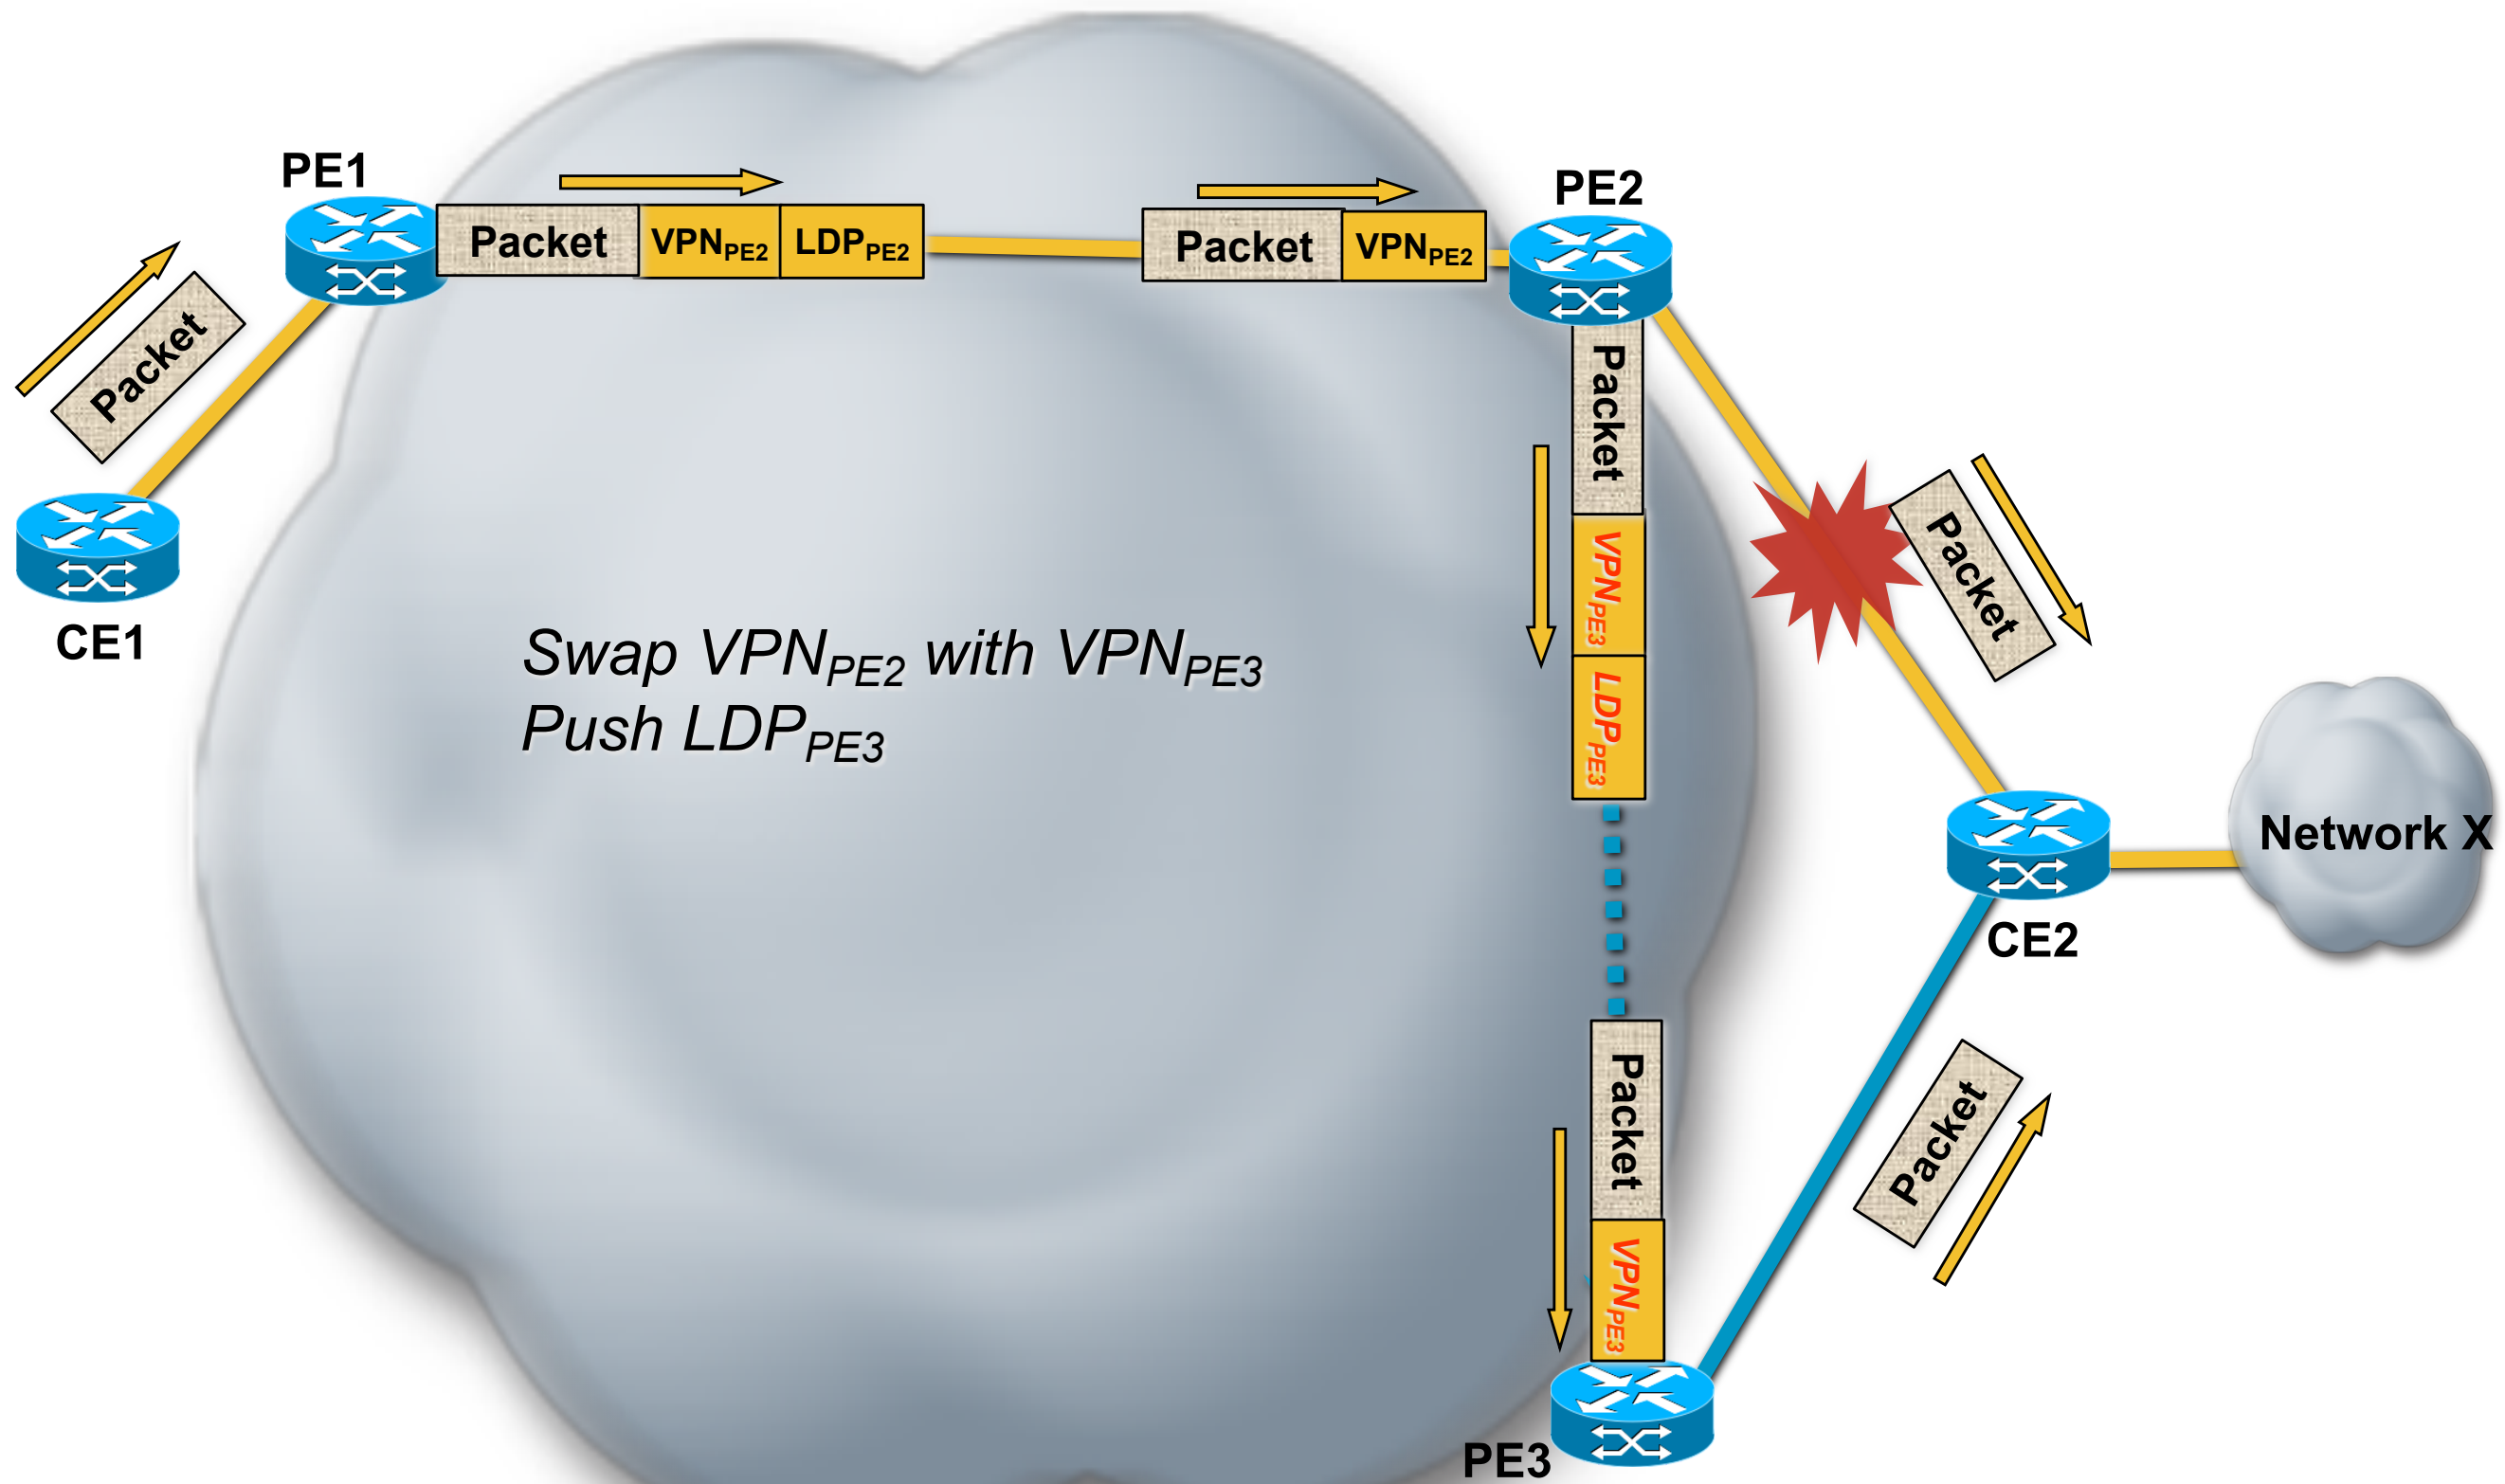 PE1
PE2
Packet VPNPE2 LDPPE2
Packet VPNPE2
Packet
Packet
VPNPE3
LDPPE3
Packet
CE1
Swap VPNPE2 with VPNPE3
Push LDPPE3
Network X
CE2
Packet
VPNPE3
Packet
PE3